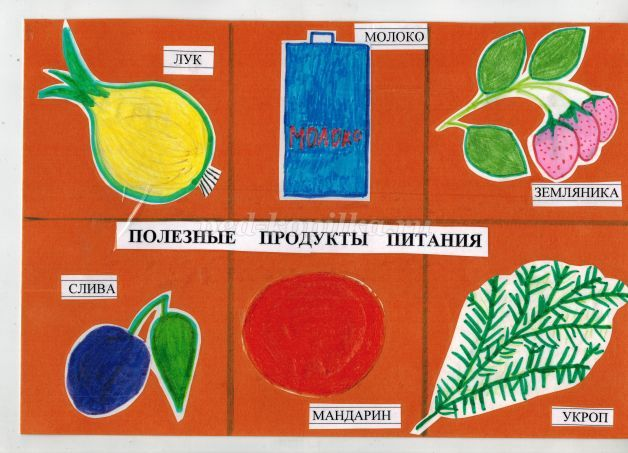 ЛУК
МОЛОКО
МОЛОКО
ЗЕМЛЯНИКА
ПОЛЕЗНЫЕ ПРОДУКТЫ ПИТАНИЯ
СЛИВА
МАНДАРИН
УКРОП